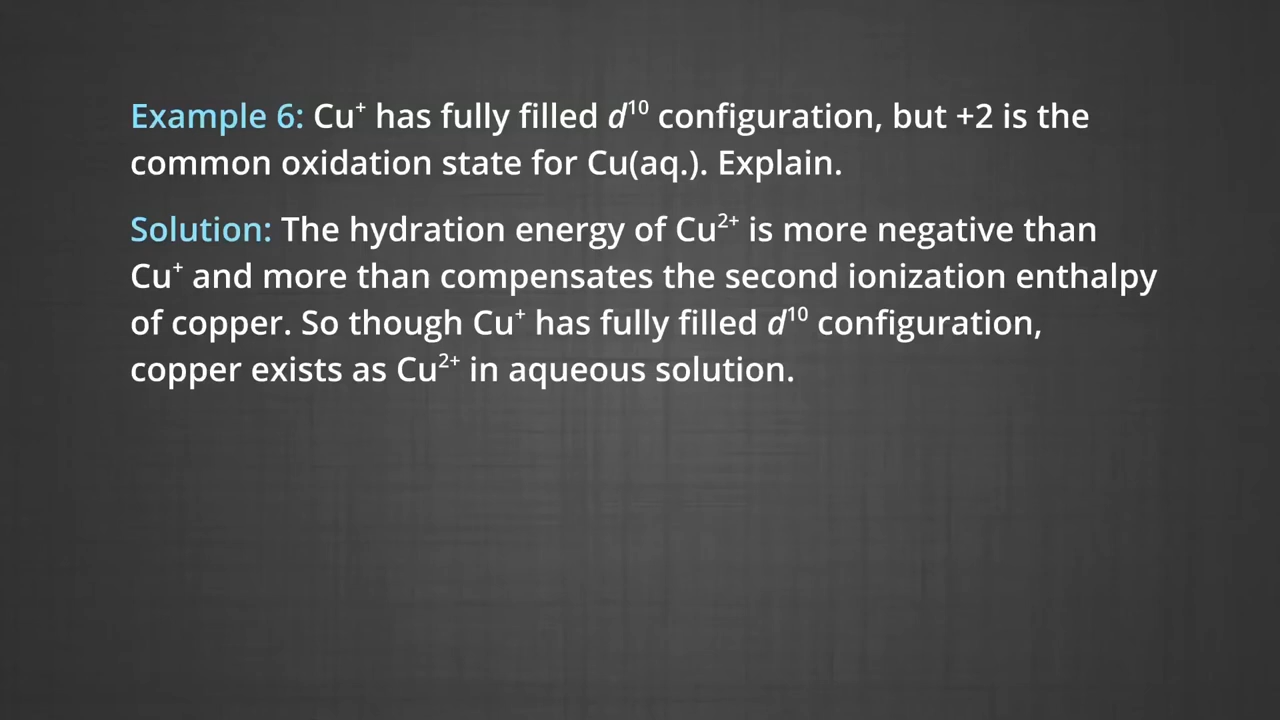 Example 6: Cu⁺ has fully filled d¹⁰ configuration, but +2 is the
common oxidation state for Cu(aq.). Explain.
Solution: The hydration energy of Cu²⁺ is more negative than
Cu⁺ and more than compensates the second ionization enthalpy
of copper. So though Cu⁺ has fully filled d¹⁰ configuration,
copper exists as Cu²⁺ in aqueous solution.